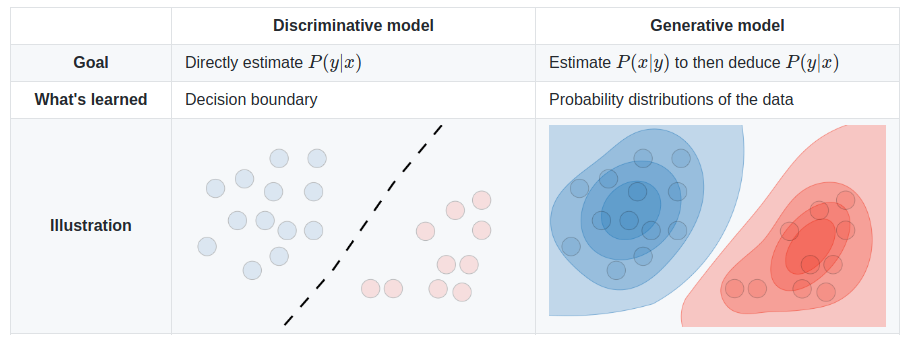 Discriminative model Generative model
Goal Directly estimate P(y|x) Estimate P(x|y) to then deduce P(y|x)
What's learned Decision boundary Probability distributions of the data
Illustration